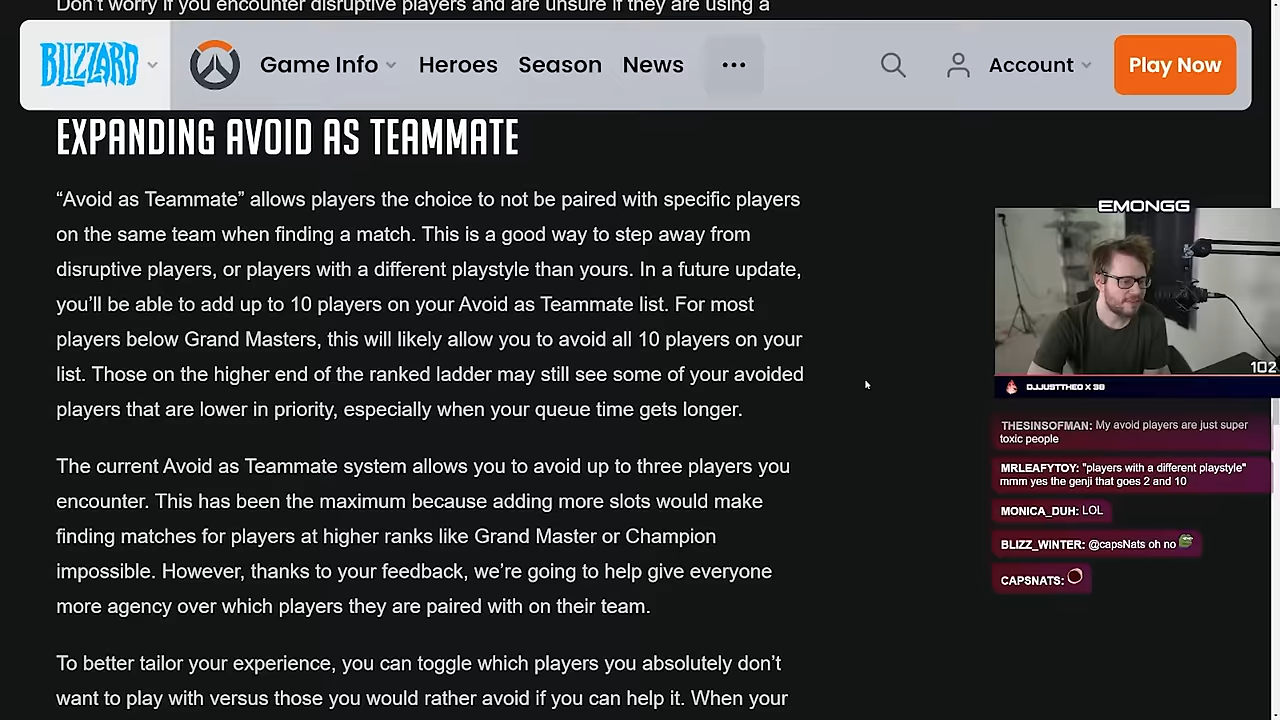 Don't worry if you encounter disruptive players and are unsure if they are using a
BLIZZARD
Game Info
Heroes
Season
News
•••
Account
Play Now
EXPANDING AVOID AS TEAMMATE
“Avoid as Teammate” allows players the choice to not be paired with specific players
on the same team when finding a match. This is a good way to step away from
disruptive players, or players with a different playstyle than yours. In a future update,
you’ll be able to add up to 10 players on your Avoid as Teammate list. For most
players below Grand Masters, this will likely allow you to avoid all 10 players on your
list. Those on the higher end of the ranked ladder may still see some of your avoided
players that are lower in priority, especially when your queue time gets longer.
The current Avoid as Teammate system allows you to avoid up to three players you
encounter. This has been the maximum because adding more slots would make
finding matches for players at higher ranks like Grand Master or Champion
impossible. However, thanks to your feedback, we’re going to help give everyone
more agency over which players they are paired with on their team.
To better tailor your experience, you can toggle which players you absolutely don’t
want to play with versus those you would rather avoid if you can help it. When your
EMONGG
102
DJJUSTTHEO X 38
THESINSOFMAN: My avoid players are just super
toxic people
MRLEAFYTOY: "players with a different playstyle"
mmm yes the genji that goes 2 and 10
MONICA_DUH: LOL
BLIZZ_WINTER: @capsNats oh no
CAPSNATS: